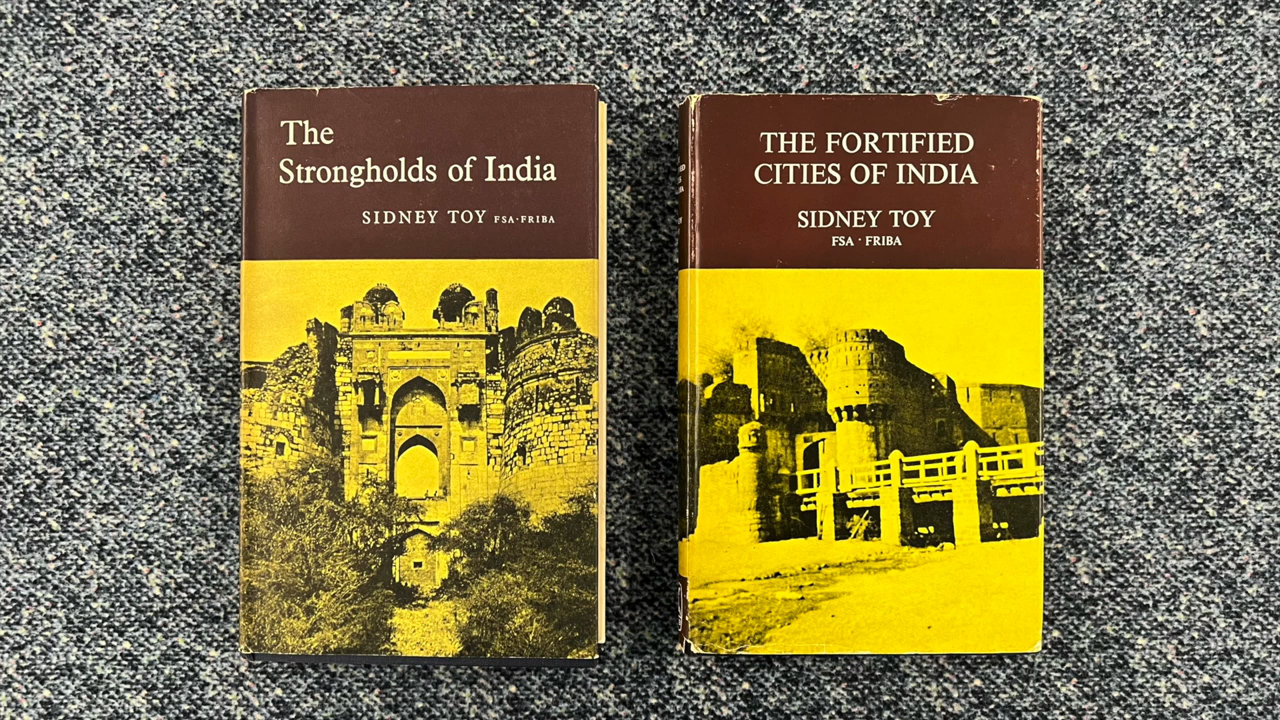 The
Strongholds of India
SIDNEY TOY FSA·FRIBA
THE FORTIFIED
CITIES OF INDIA
SIDNEY TOY
FSA · FRIBA